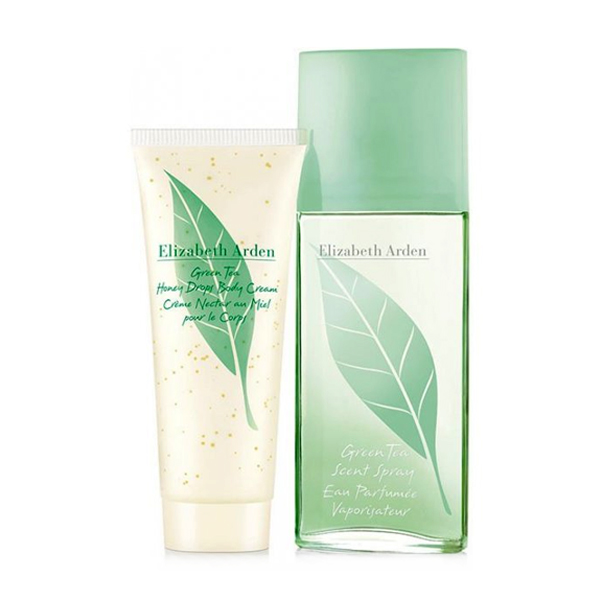 Elizabeth Arden
Green Tea
Honey Drops Body Cream
Crème Nectar au Miel
pour le Corps
Elizabeth Arden
Green Tea
Scent Spray
Eau Parfumée
Vaporisateur